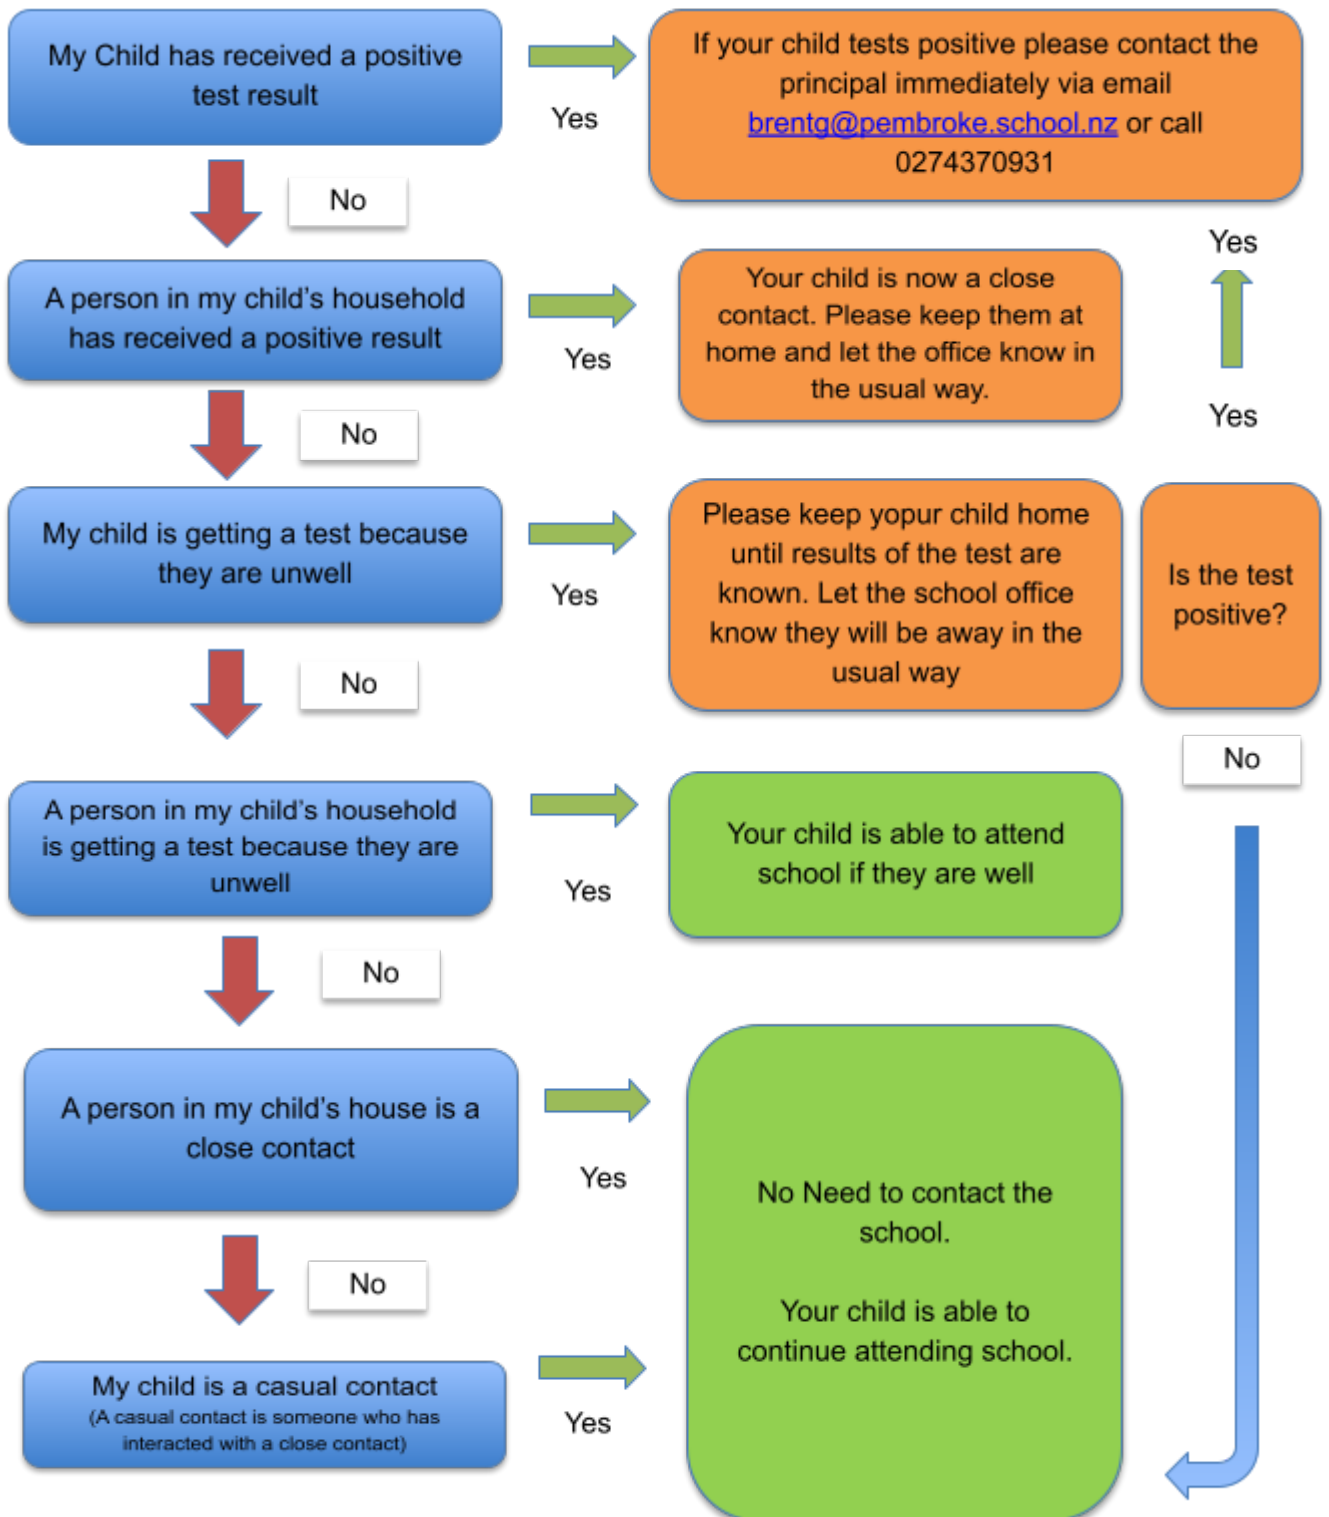 My Child has received a positive
test result
Yes
If your child tests positive please contact the
principal immediately via email
brentg@pembroke.school.nz or call
0274370931
No
Yes
A person in my child's household
has received a positive result
Yes
Your child is now a close
contact. Please keep them at
home and let the office know in
the usual way.
Yes
No
My child is getting a test because
they are unwell
Yes
Please keep yopur child home
until results of the test are
known. Let the school office
know they will be away in the
usual way
Is the test
positive?
No
No
A person in my child's household
is getting a test because they are
unwell
Yes
Your child is able to attend
school if they are well
No
A person in my child's house is a
close contact
Yes
No Need to contact the
school.
Your child is able to
continue attending school.
No
My child is a casual contact
(A casual contact is someone who has
interacted with a close contact)
Yes